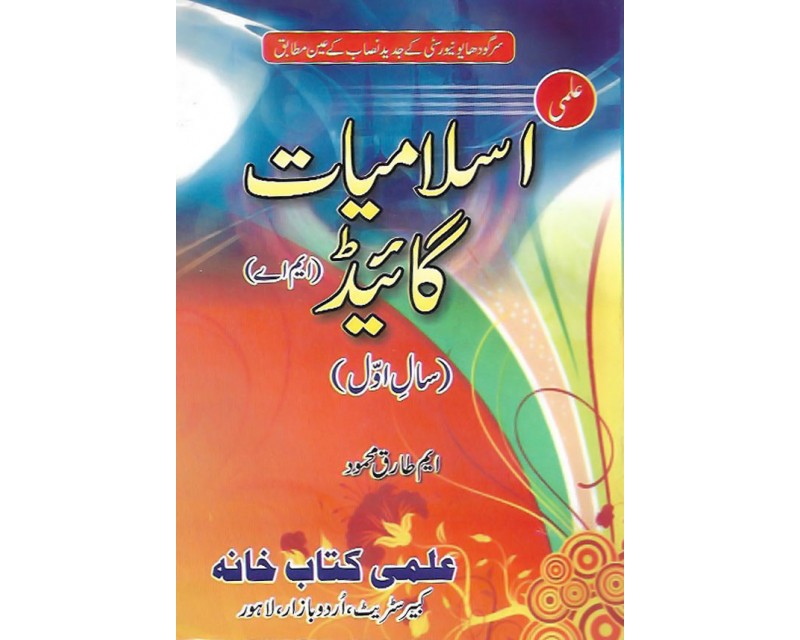 سرگودھا یونیورسٹی کے جدید نصاب کے عین مطابق
علمی
اسلامیات
گائیڈ (ایم اے)
(سالِ اوّل)
ایم طارق محمود
علمی کتاب خانہ
کبیر سٹریٹ، اُردو بازار، لاہور